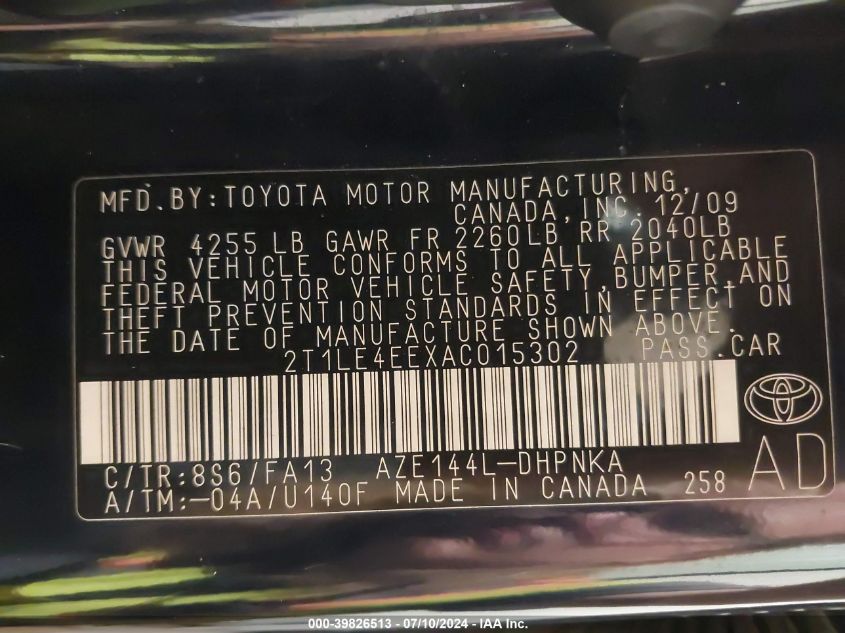 MFD.BY:TOYOTA MOTOR MANUFACTURING,
CANADA,INC. 12/09
GVWR 4255 LB GAWR FR 2260LB RR 2040LB
THIS VEHICLE CONFORMS TO ALL APPLICABLE
FEDERAL MOTOR VEHICLE SAFETY,BUMPER,AND
THEFT PREVENTION STANDARDS IN EFFECT ON
THE DATE OF MANUFACTURE SHOWN ABOVE.
2T1LE4EEXAC015302 PASS.CAR
C/TR:8S6/FA13 AZE144L-DHPNKA
A/TM:-04A/U140F MADE IN CANADA 258
AD
000-39826513 / 07/10/2024 - IAA Inc.